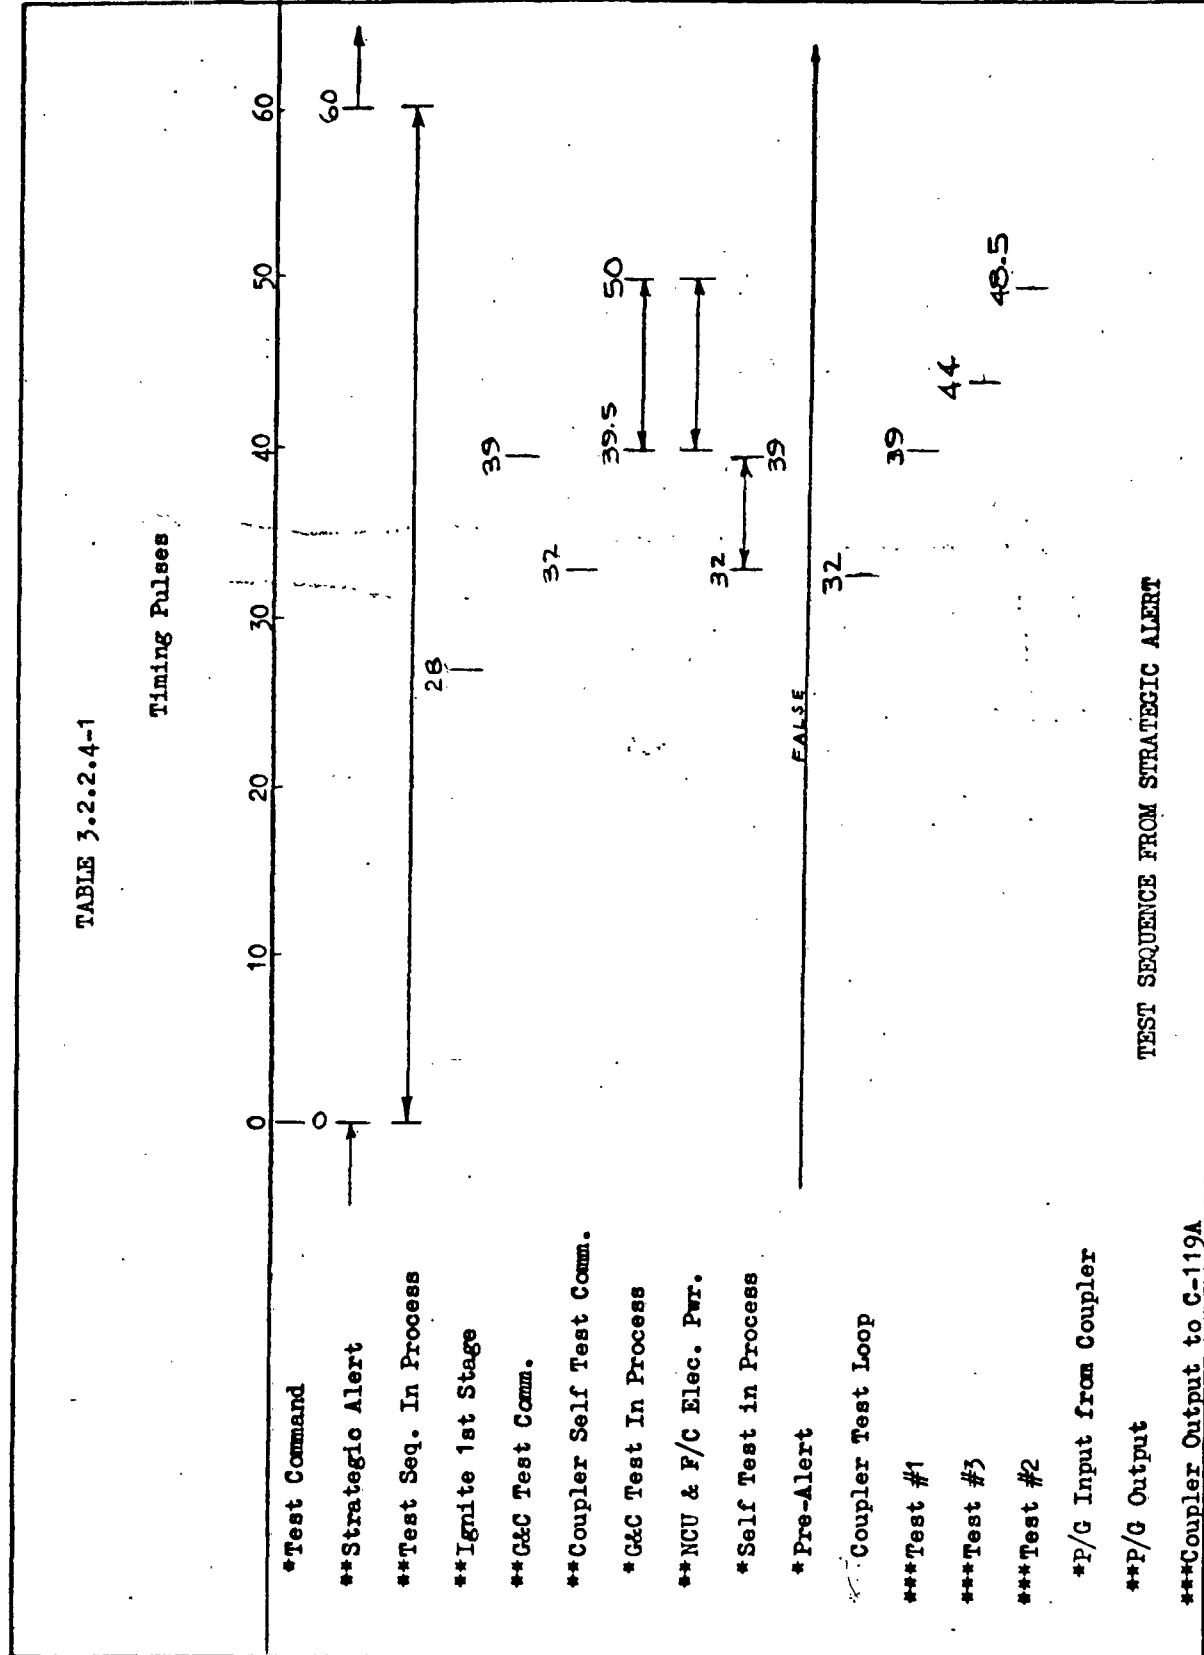 TABLE 3.2.2.4-1
Timing Pulses
0 10 20 30 40 50 60
*Test Command
**Strategic Alert 0 60
**Test Seq. In Process
**Ignite 1st Stage 28
**G&C Test Comm. 39
**Coupler Self Test Comm. 32
*G&C Test In Process 39.5 50
**NCU & F/C Elec. Pwr.
*Self Test in Process 32 39
*Pre-Alert FALSE
Coupler Test Loop 32
***Test #1 39
***Test #3 44
***Test #2 48.5
*P/G Input from Coupler
**P/G Output
***Coupler Output to C-119A
TEST SEQUENCE FROM STRATEGIC ALERT